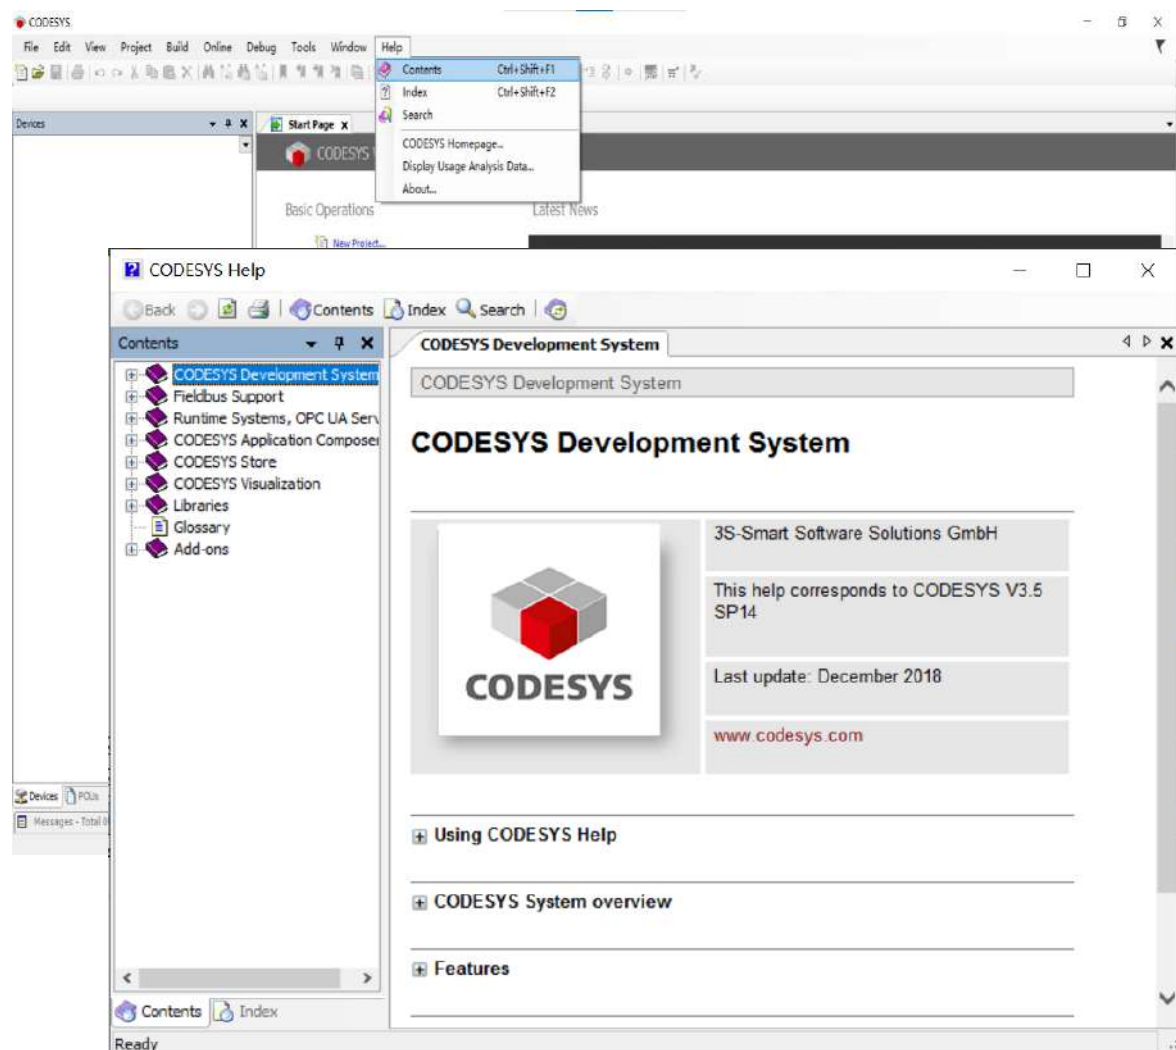 CODESYS
File Edit View Project Build Online Debug Tools Window Help
Contents Ctrl+Shift+F1
Index Ctrl+Shift+F2
Search
CODESYS Homepage...
Display Usage Analysis Data...
About...
Devices
Start Page
CODESYS
Basic Operations
Latest News
New Project...
CODESYS Help
Back Contents Index Search
Contents
CODESYS Development System
Fieldbus Support
Runtime Systems, OPC UA Serv
CODESYS Application Composer
CODESYS Store
CODESYS Visualization
Libraries
Glossary
Add-ons
CODESYS Development System
CODESYS Development System
CODESYS Development System
CODESYS
3S-Smart Software Solutions GmbH
This help corresponds to CODESYS V3.5
SP14
Last update: December 2018
www.codesys.com
Using CODESYS Help
CODESYS System overview
Features
Devices POUs
Messages - Total
Contents Index
Ready